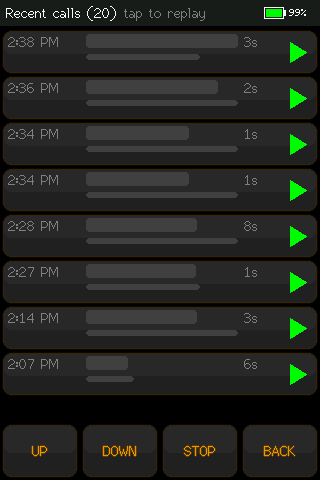 Recent calls (20) tap to replay 99%
2:38 PM 3s
2:36 PM 2s
2:34 PM 1s
2:34 PM 1s
2:28 PM 8s
2:27 PM 1s
2:14 PM 3s
2:07 PM 6s
UP DOWN STOP BACK